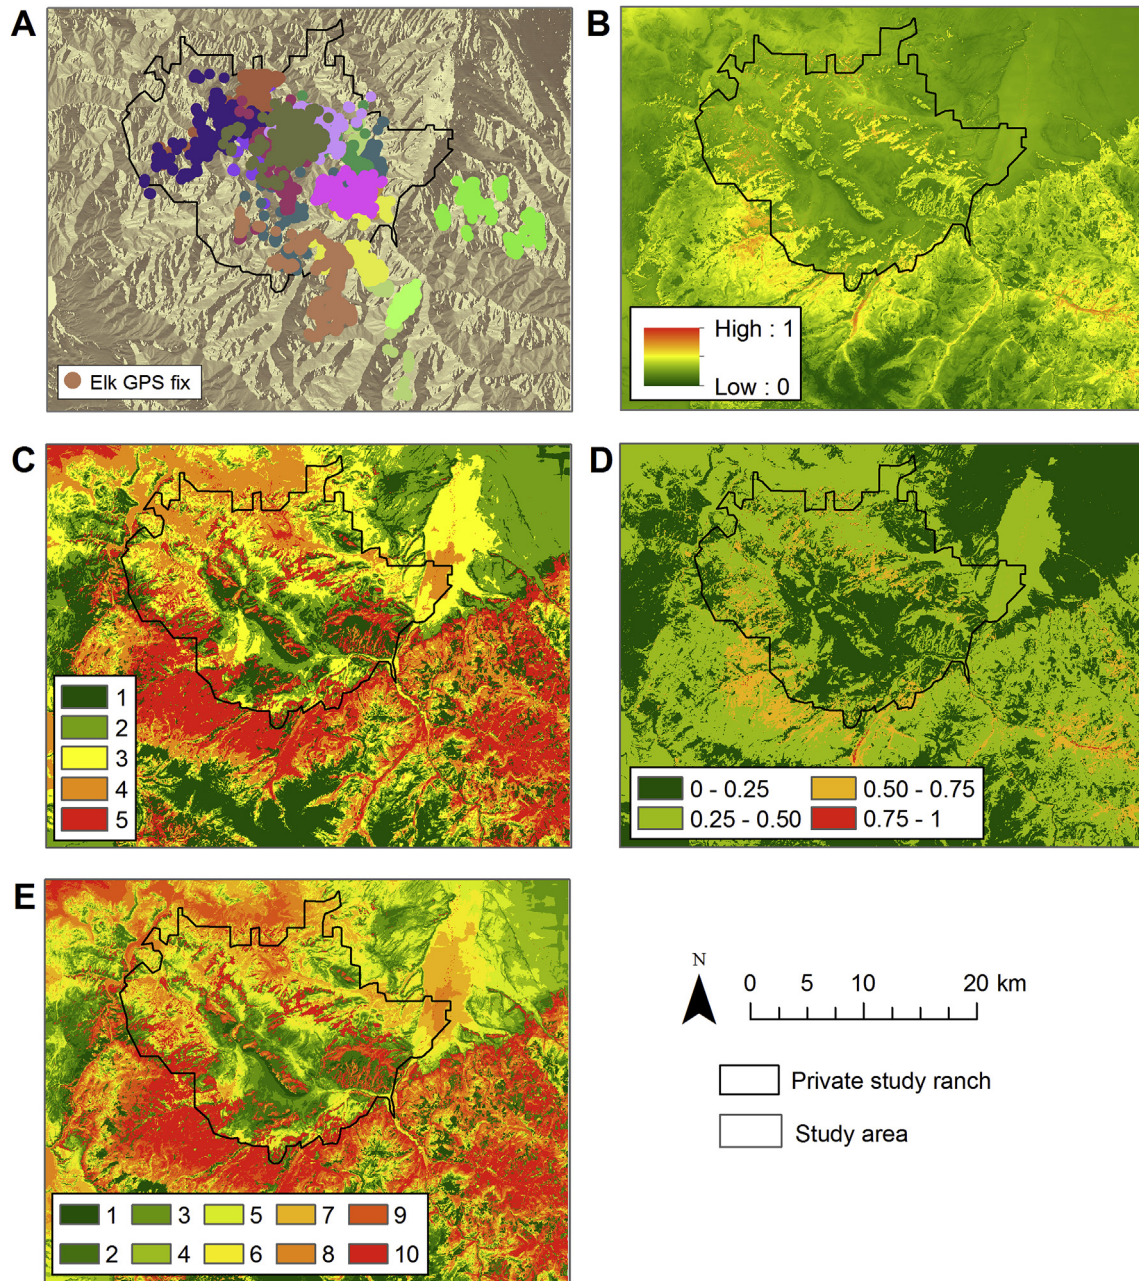 A
Elk GPS fix
B
High : 1
Low : 0
C
1
2
3
4
5
D
0 - 0.25 0.50 - 0.75
0.25 - 0.50 0.75 - 1
E
1 3 5 7 9
2 4 6 8 10
N
0 5 10 20 km
Private study ranch
Study area